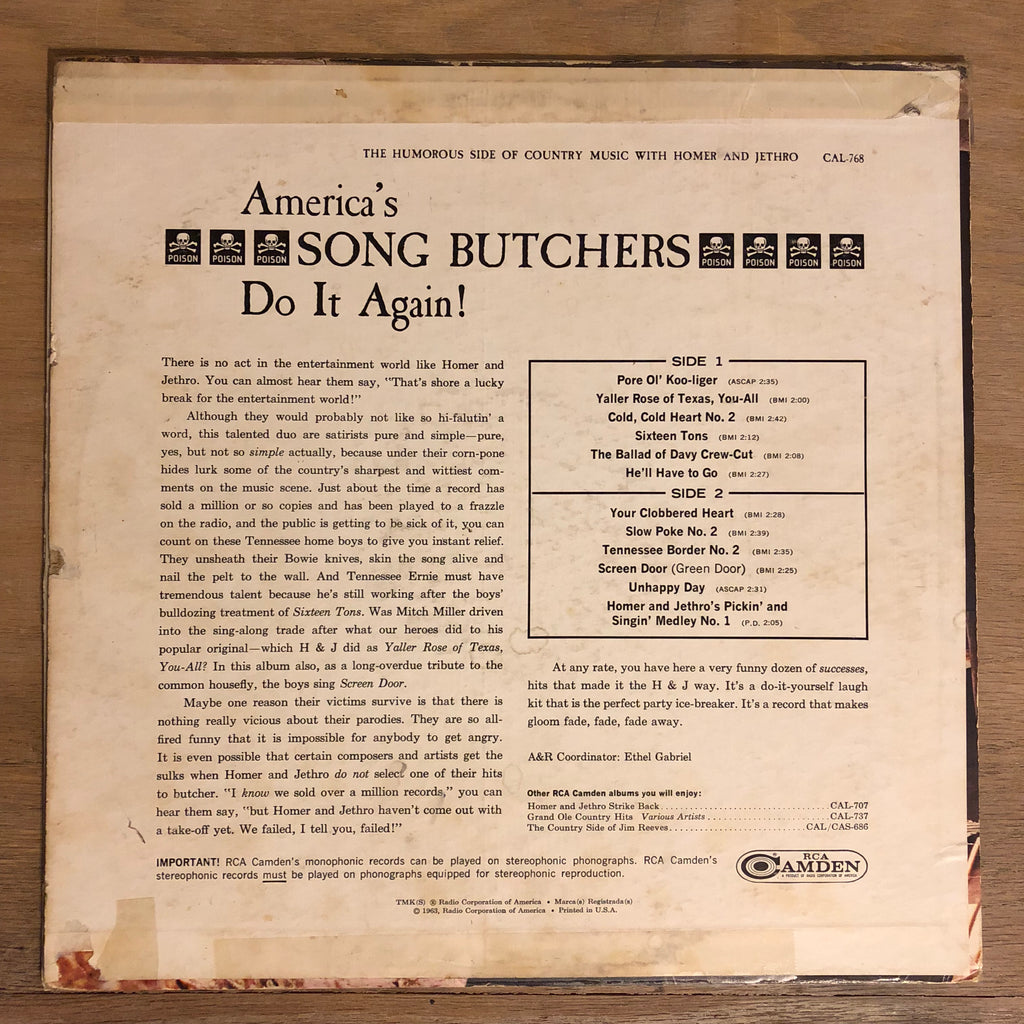 THE HUMOROUS SIDE OF COUNTRY MUSIC WITH HOMER AND JETHRO CAL-768
America's
POISON POISON POISON SONG BUTCHERS POISON POISON POISON POISON
Do It Again!
There is no act in the entertainment world like Homer and
Jethro. You can almost hear them say, "That's shore a lucky
break for the entertainment world!"
Although they would probably not like so hi-falutin' a
word, this talented duo are satirists pure and simple—pure,
yes, but not so simple actually, because under their corn-pone
hides lurk some of the country's sharpest and wittiest com-
ments on the music scene. Just about the time a record has
sold a million or so copies and has been played to a frazzle
on the radio, and the public is getting to be sick of it, you can
count on these Tennessee home boys to give you instant relief.
They unsheath their Bowie knives, skin the song alive and
nail the pelt to the wall. And Tennessee Ernie must have
tremendous talent because he's still working after the boys'
bulldozing treatment of Sixteen Tons. Was Mitch Miller driven
into the sing-along trade after what our heroes did to his
popular original—which H & J did as Yaller Rose of Texas,
You-All? In this album also, as a long-overdue tribute to the
common housefly, the boys sing Screen Door.
Maybe one reason their victims survive is that there is
nothing really vicious about their parodies. They are so all-
fired funny that it is impossible for anybody to get angry.
It is even possible that certain composers and artists get the
sulks when Homer and Jethro do not select one of their hits
to butcher. "I know we sold over a million records," you can
hear them say, "but Homer and Jethro haven't come out with
a take-off yet. We failed, I tell you, failed!"
SIDE 1
Pore Ol' Koo-liger (ASCAP 2:35)
Yaller Rose of Texas, You-All (BMI 2:00)
Cold, Cold Heart No. 2 (BMI 2:42)
Sixteen Tons (BMI 2:12)
The Ballad of Davy Crew-Cut (BMI 2:08)
He'll Have to Go (BMI 2:27)
SIDE 2
Your Clobbered Heart (BMI 2:28)
Slow Poke No. 2 (BMI 2:39)
Tennessee Border No. 2 (BMI 2:35)
Screen Door (Green Door) (BMI 2:25)
Unhappy Day (ASCAP 2:31)
Homer and Jethro's Pickin' and
Singin' Medley No. 1 (P.D. 2:05)
At any rate, you have here a very funny dozen of successes,
hits that made it the H & J way. It's a do-it-yourself laugh
kit that is the perfect party ice-breaker. It's a record that makes
gloom fade, fade, fade away.
A&R Coordinator: Ethel Gabriel
Other RCA Camden albums you will enjoy:
Homer and Jethro Strike Back CAL-707
Grand Ole Country Hits Various Artists CAL-737
The Country Side of Jim Reeves CAL/CAS-686
IMPORTANT! RCA Camden's monophonic records can be played on stereophonic phonographs. RCA Camden's
stereophonic records must be played on phonographs equipped for stereophonic reproduction.
RCA
CAMDEN
A PRODUCT OF RADIO CORPORATION OF AMERICA
TMK(S) ® Radio Corporation of America • Marca(s) Registrada(s)
© 1963, Radio Corporation of America • Printed in U.S.A.